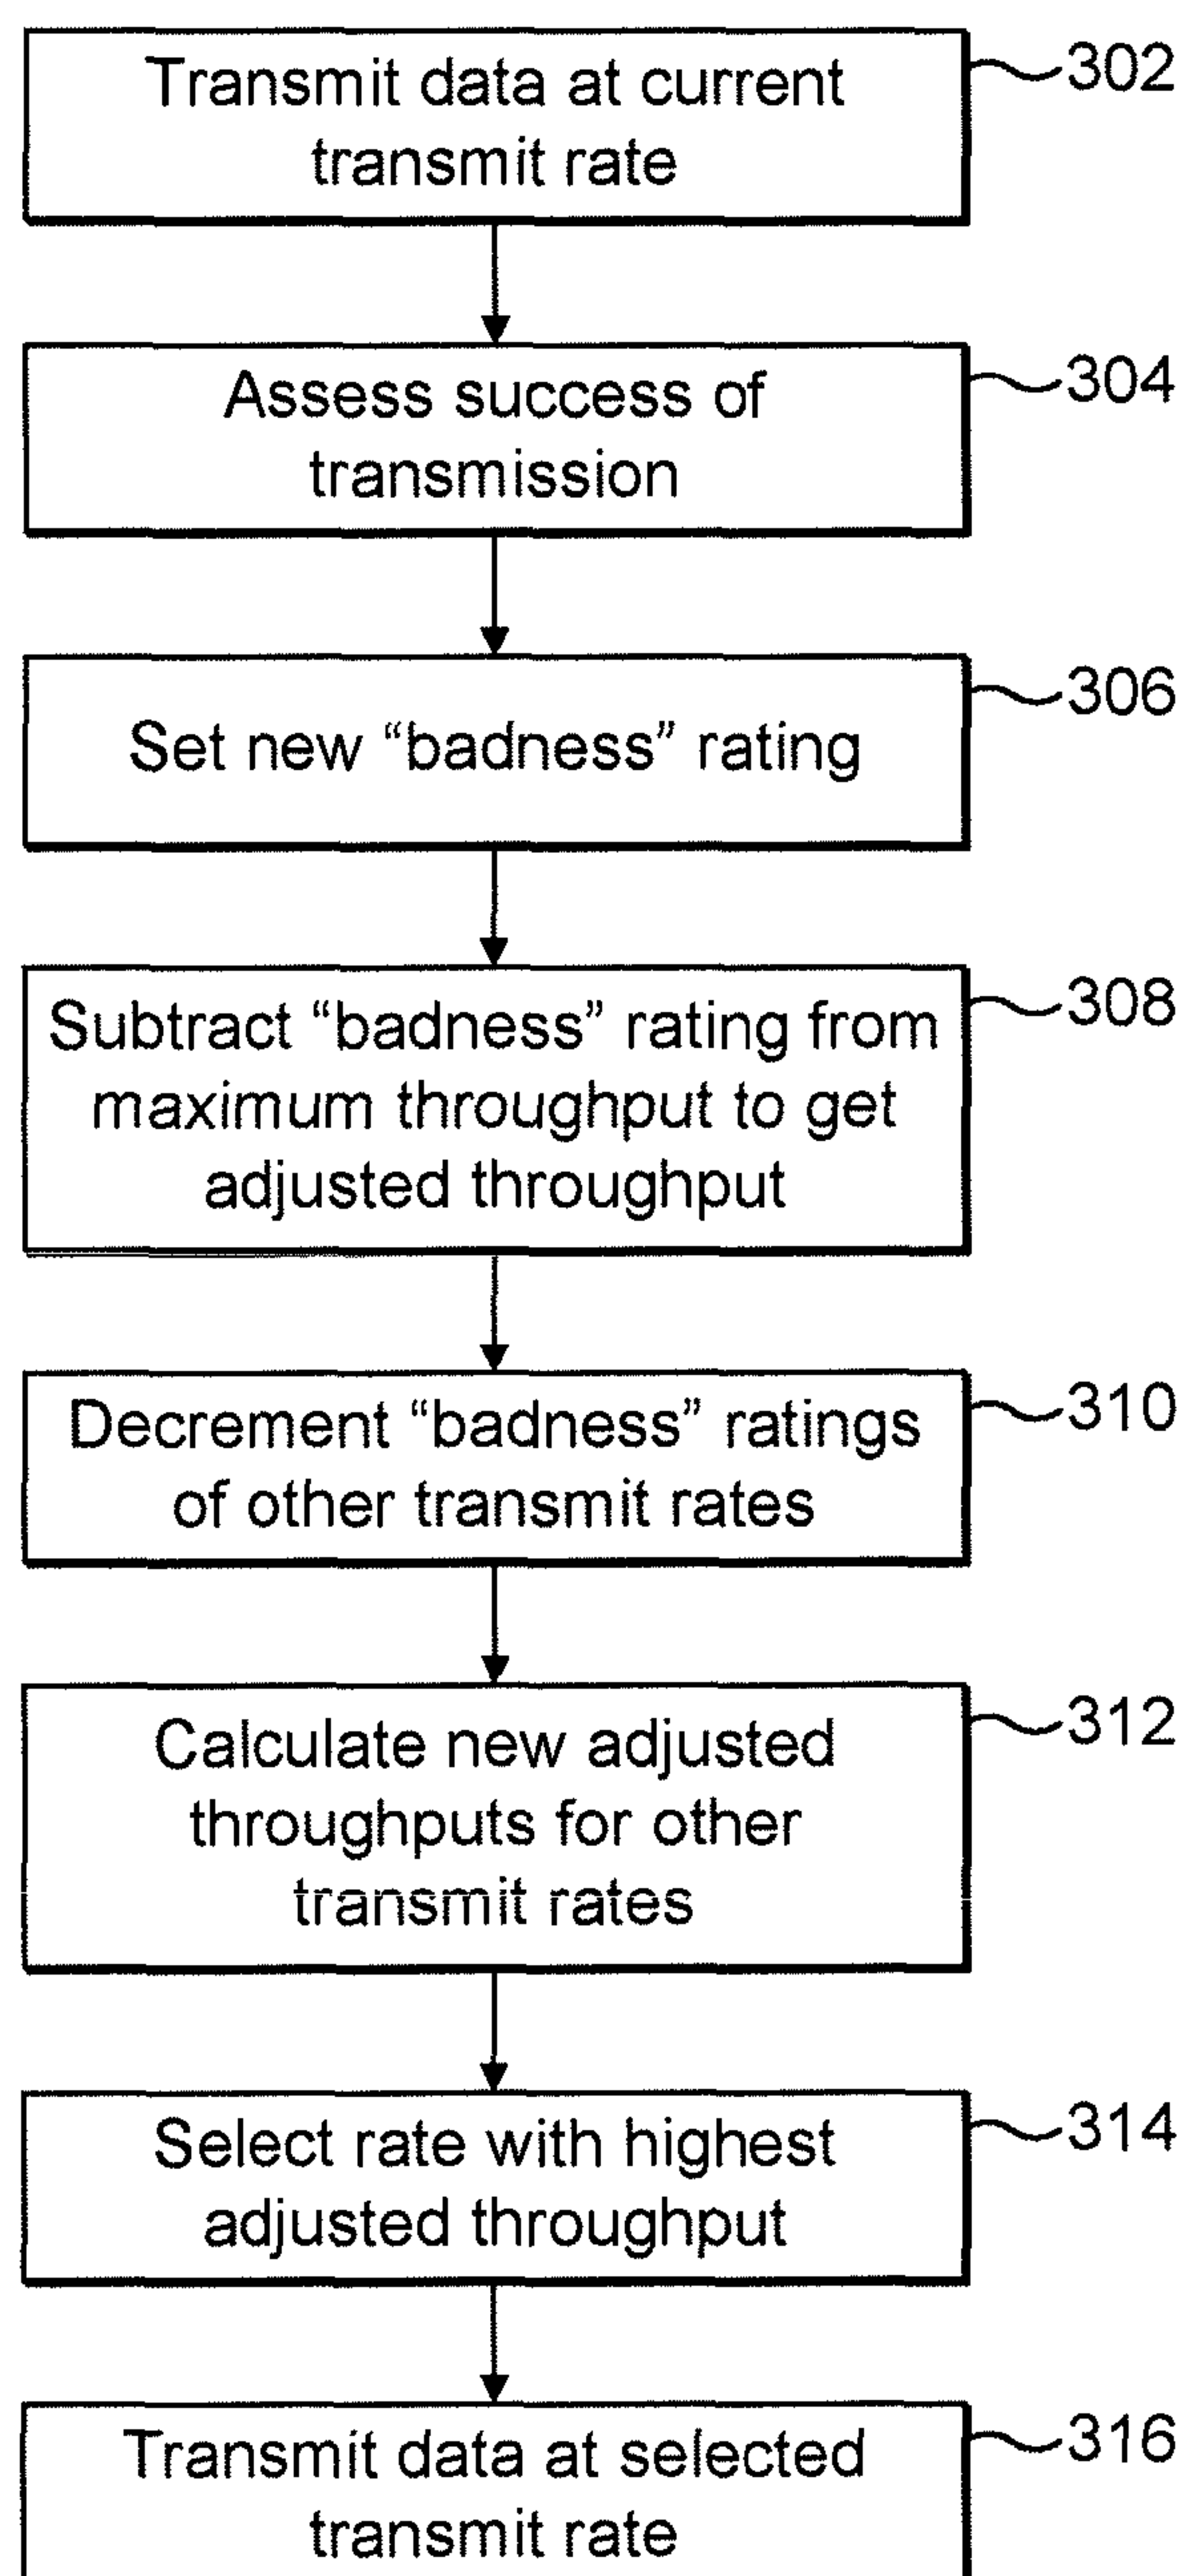 Transmit data at current
transmit rate
302
Assess success of
transmission
304
Set new “badness” rating
306
Subtract “badness” rating from
maximum throughput to get
adjusted throughput
308
Decrement “badness” ratings
of other transmit rates
310
Calculate new adjusted
throughputs for other
transmit rates
312
Select rate with highest
adjusted throughput
314
Transmit data at selected
transmit rate
316